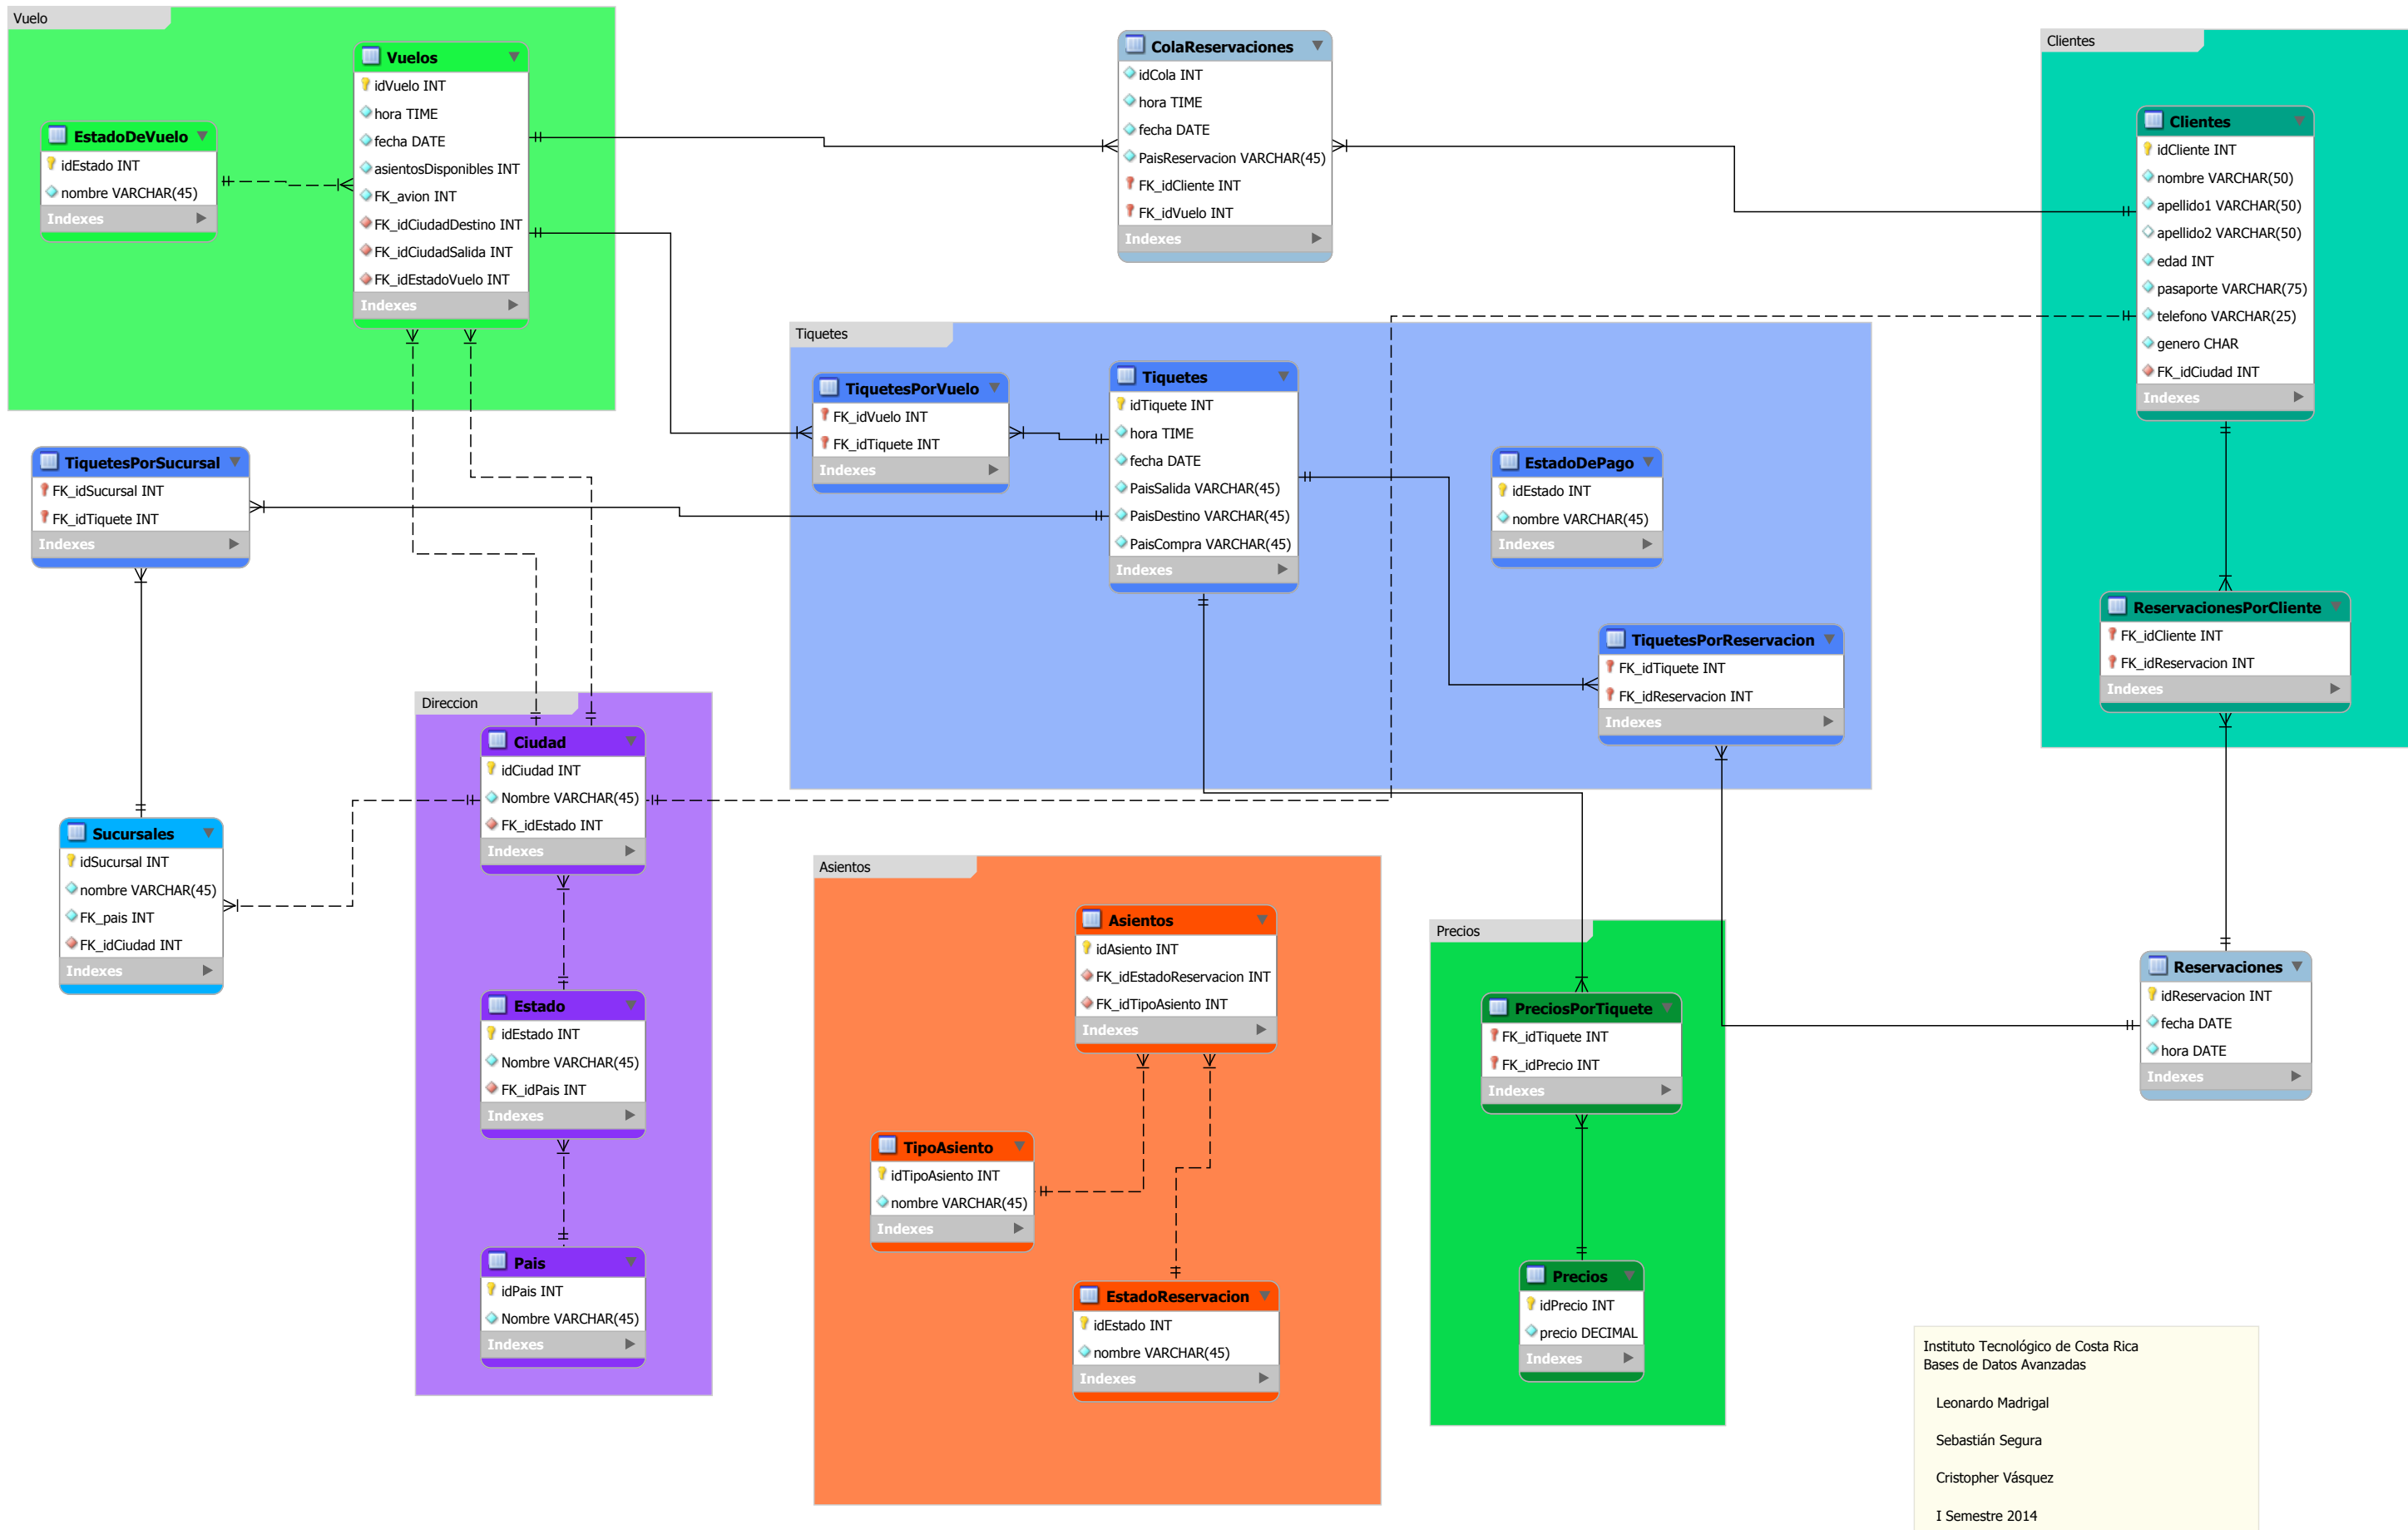 Vuelo
Vuelos
idVuelo INT
hora TIME
fecha DATE
asientosDisponibles INT
FK_avion INT
FK_idCiudadDestino INT
FK_idCiudadSalida INT
FK_idEstadoVuelo INT
Indexes
EstadoDeVuelo
idEstado INT
nombre VARCHAR(45)
Indexes
ColaReservaciones
idCola INT
hora TIME
fecha DATE
PaisReservacion VARCHAR(45)
FK_idCliente INT
FK_idVuelo INT
Indexes
Clientes
Clientes
idCliente INT
nombre VARCHAR(50)
apellido1 VARCHAR(50)
apellido2 VARCHAR(50)
edad INT
pasaporte VARCHAR(75)
telefono VARCHAR(25)
genero CHAR
FK_idCiudad INT
Indexes
Tiquetes
TiquetesPorVuelo
FK_idVuelo INT
FK_idTiquete INT
Indexes
Tiquetes
idTiquete INT
hora TIME
fecha DATE
PaisSalida VARCHAR(45)
PaisDestino VARCHAR(45)
PaisCompra VARCHAR(45)
Indexes
EstadoDePago
idEstado INT
nombre VARCHAR(45)
Indexes
TiquetesPorSucursal
FK_idSucursal INT
FK_idTiquete INT
Indexes
TiquetesPorReservacion
FK_idTiquete INT
FK_idReservacion INT
Indexes
ReservacionesPorCliente
FK_idCliente INT
FK_idReservacion INT
Indexes
Direccion
Ciudad
idCiudad INT
Nombre VARCHAR(45)
FK_idEstado INT
Indexes
Sucursales
idSucursal INT
nombre VARCHAR(45)
FK_pais INT
FK_idCiudad INT
Indexes
Estado
idEstado INT
Nombre VARCHAR(45)
FK_idPais INT
Indexes
Pais
idPais INT
Nombre VARCHAR(45)
Indexes
Asientos
Asientos
idAsiento INT
FK_idEstadoReservacion INT
FK_idTipoAsiento INT
Indexes
TipoAsiento
idTipoAsiento INT
nombre VARCHAR(45)
Indexes
EstadoReservacion
idEstado INT
nombre VARCHAR(45)
Indexes
Precios
PreciosPorTiquete
FK_idTiquete INT
FK_idPrecio INT
Indexes
Precios
idPrecio INT
precio DECIMAL
Indexes
Reservaciones
idReservacion INT
fecha DATE
hora DATE
Indexes
Instituto Tecnológico de Costa Rica
Bases de Datos Avanzadas
Leonardo Madrigal
Sebastián Segura
Cristopher Vásquez
I Semestre 2014